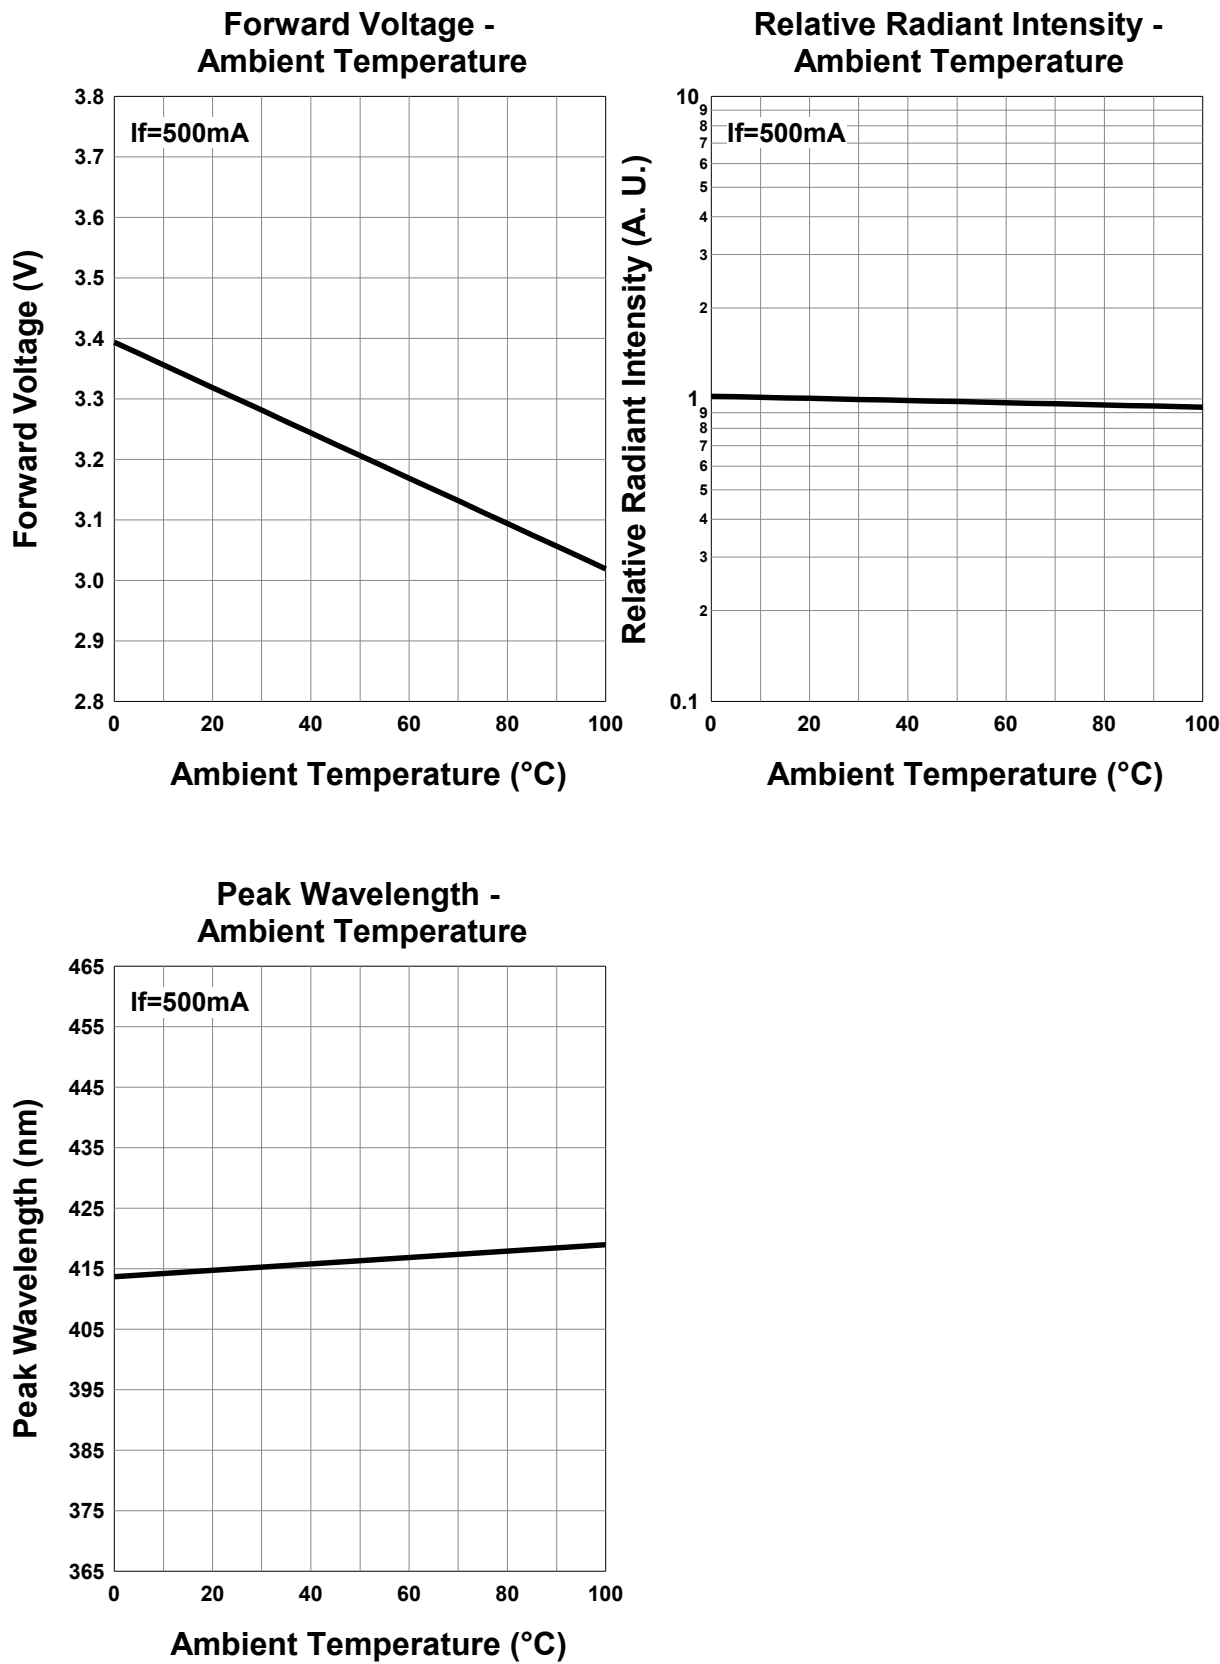 Forward Voltage -
Ambient Temperature
3.8
3.7
3.6
3.5
3.4
3.3
3.2
3.1
3.0
2.9
2.8
If=500mA
Forward Voltage (V)
0 20 40 60 80 100
Ambient Temperature (°C)
Relative Radiant Intensity -
Ambient Temperature
10
9
8
7
6
5
4
3
2
1
9
8
7
6
5
4
3
2
0.1
If=500mA
Relative Radiant Intensity (A. U.)
0 20 40 60 80 100
Ambient Temperature (°C)
Peak Wavelength -
Ambient Temperature
465
455
445
435
425
415
405
395
385
375
365
If=500mA
Peak Wavelength (nm)
0 20 40 60 80 100
Ambient Temperature (°C)